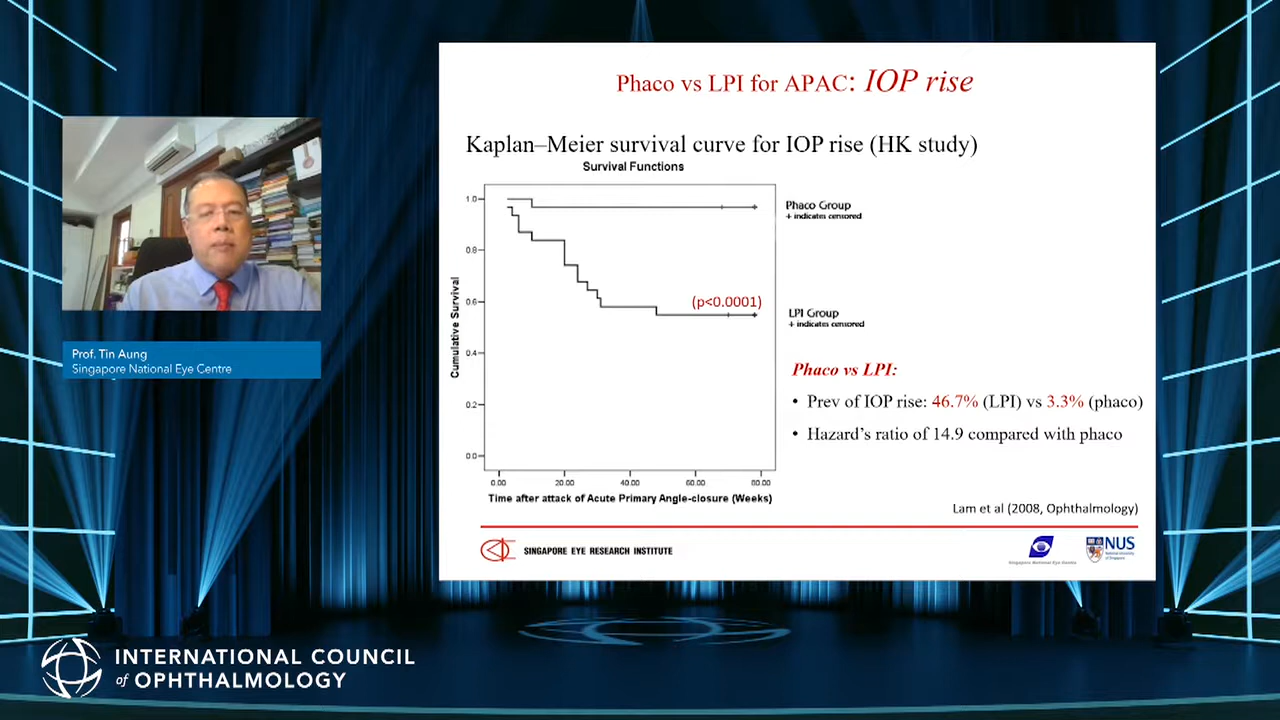 Phaco vs LPI for APAC: IOP rise
Kaplan–Meier survival curve for IOP rise (HK study)
Survival Functions
1.0
0.8
0.6
0.4
0.2
0.0
Cumulative Survival
0.00 20.00 40.00 60.00 80.00
Time after attack of Acute Primary Angle-closure (Weeks)
(p<0.0001)
Phaco Group
+ indicates censored
LPI Group
+ indicates censored
Phaco vs LPI:
• Prev of IOP rise: 46.7% (LPI) vs 3.3% (phaco)
• Hazard's ratio of 14.9 compared with phaco
Lam et al (2008, Ophthalmology)
SINGAPORE EYE RESEARCH INSTITUTE
Singapore National Eye Centre
NUS
National University
of Singapore
Prof. Tin Aung
Singapore National Eye Centre
INTERNATIONAL COUNCIL
of OPHTHALMOLOGY